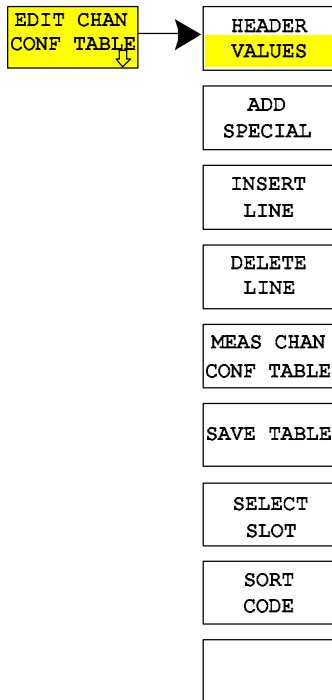 EDIT CHAN
CONF TABLE
HEADER
VALUES
ADD
SPECIAL
INSERT
LINE
DELETE
LINE
MEAS CHAN
CONF TABLE
SAVE TABLE
SELECT
SLOT
SORT
CODE